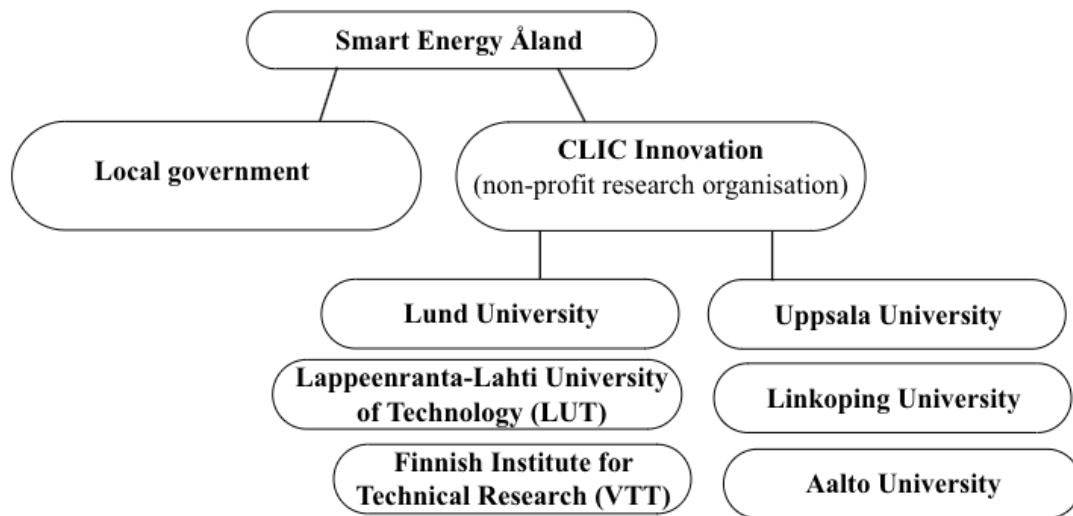 Smart Energy Åland
Local government
CLIC Innovation
(non-profit research organisation)
Lund University
Uppsala University
Lappeenranta-Lahti University
of Technology (LUT)
Linkoping University
Finnish Institute for
Technical Research (VTT)
Aalto University